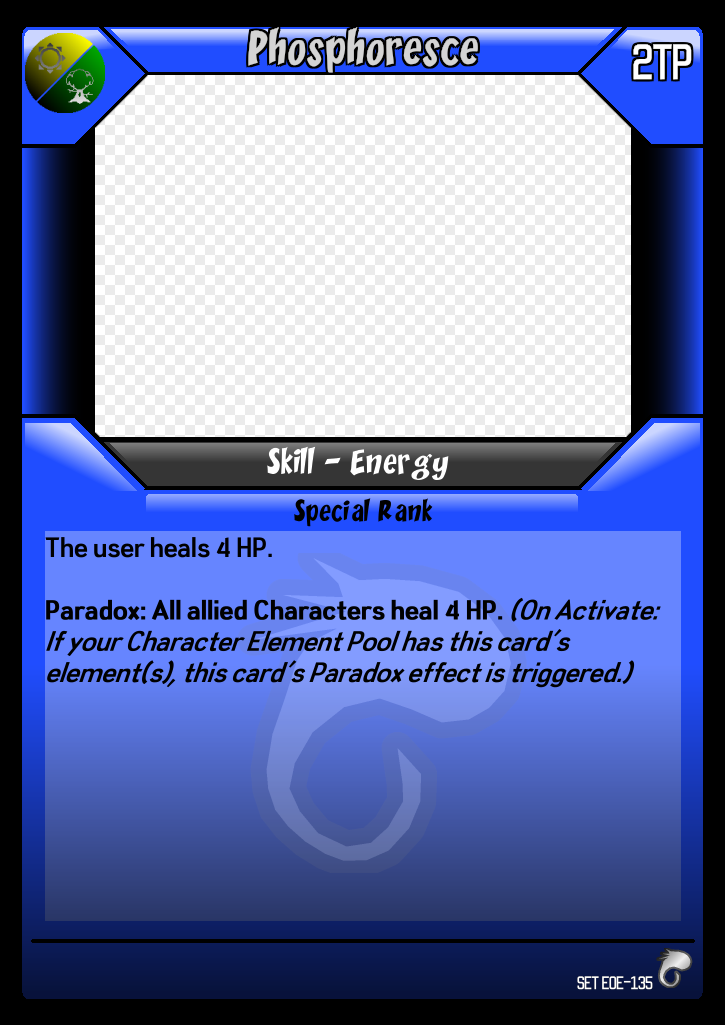 Phosphoresce
2TP
Skill - Energy
Special Rank
The user heals 4 HP.
Paradox: All allied Characters heal 4 HP. (On Activate:
If your Character Element Pool has this card's
element(s), this card's Paradox effect is triggered.)
SET EOE-135